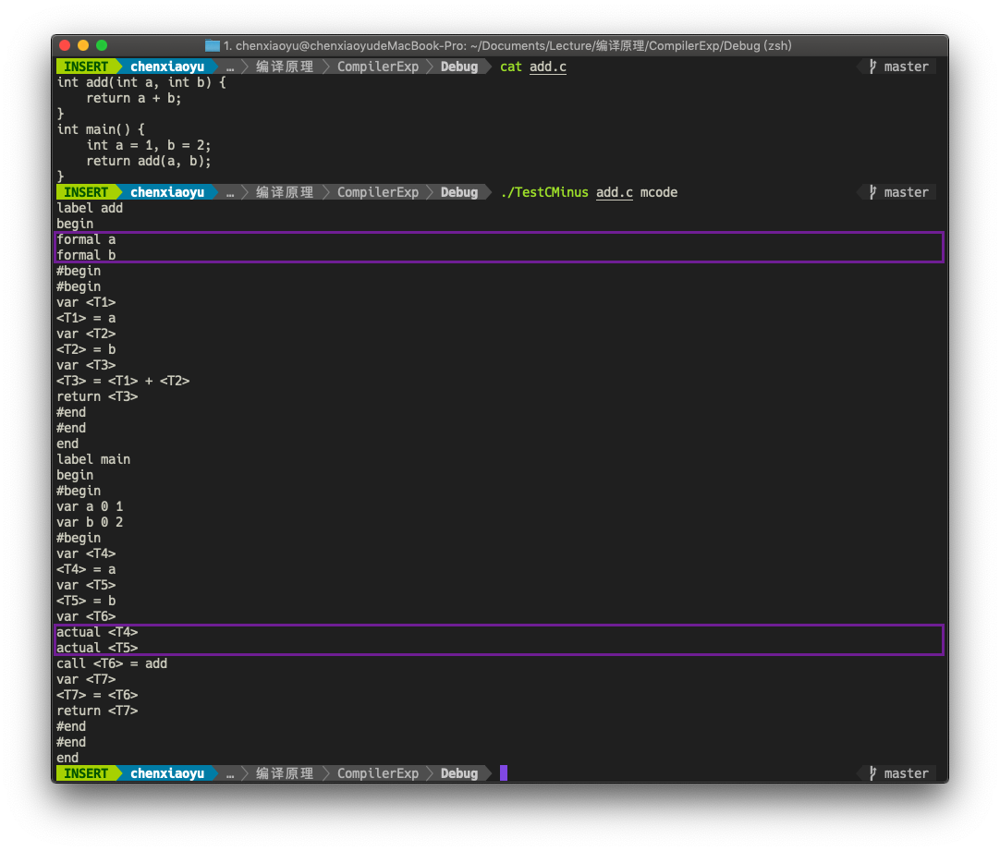 1. chenxiaoyu@chenxiaoyudeMacBook-Pro: ~/Documents/Lecture/编译原理/CompilerExp/Debug (zsh)
INSERT chenxiaoyu … 编译原理 CompilerExp Debug cat add.c master
int add(int a, int b) {
    return a + b;
}
int main() {
    int a = 1, b = 2;
    return add(a, b);
}
INSERT chenxiaoyu … 编译原理 CompilerExp Debug ./TestCMinus add.c mcode master
label add
begin
formal a
formal b
#begin
#begin
var <T1>
<T1> = a
var <T2>
<T2> = b
var <T3>
<T3> = <T1> + <T2>
return <T3>
#end
#end
end
label main
begin
#begin
var a 0 1
var b 0 2
#begin
var <T4>
<T4> = a
var <T5>
<T5> = b
var <T6>
actual <T4>
actual <T5>
call <T6> = add
var <T7>
<T7> = <T6>
return <T7>
#end
#end
end
INSERT chenxiaoyu … 编译原理 CompilerExp Debug master